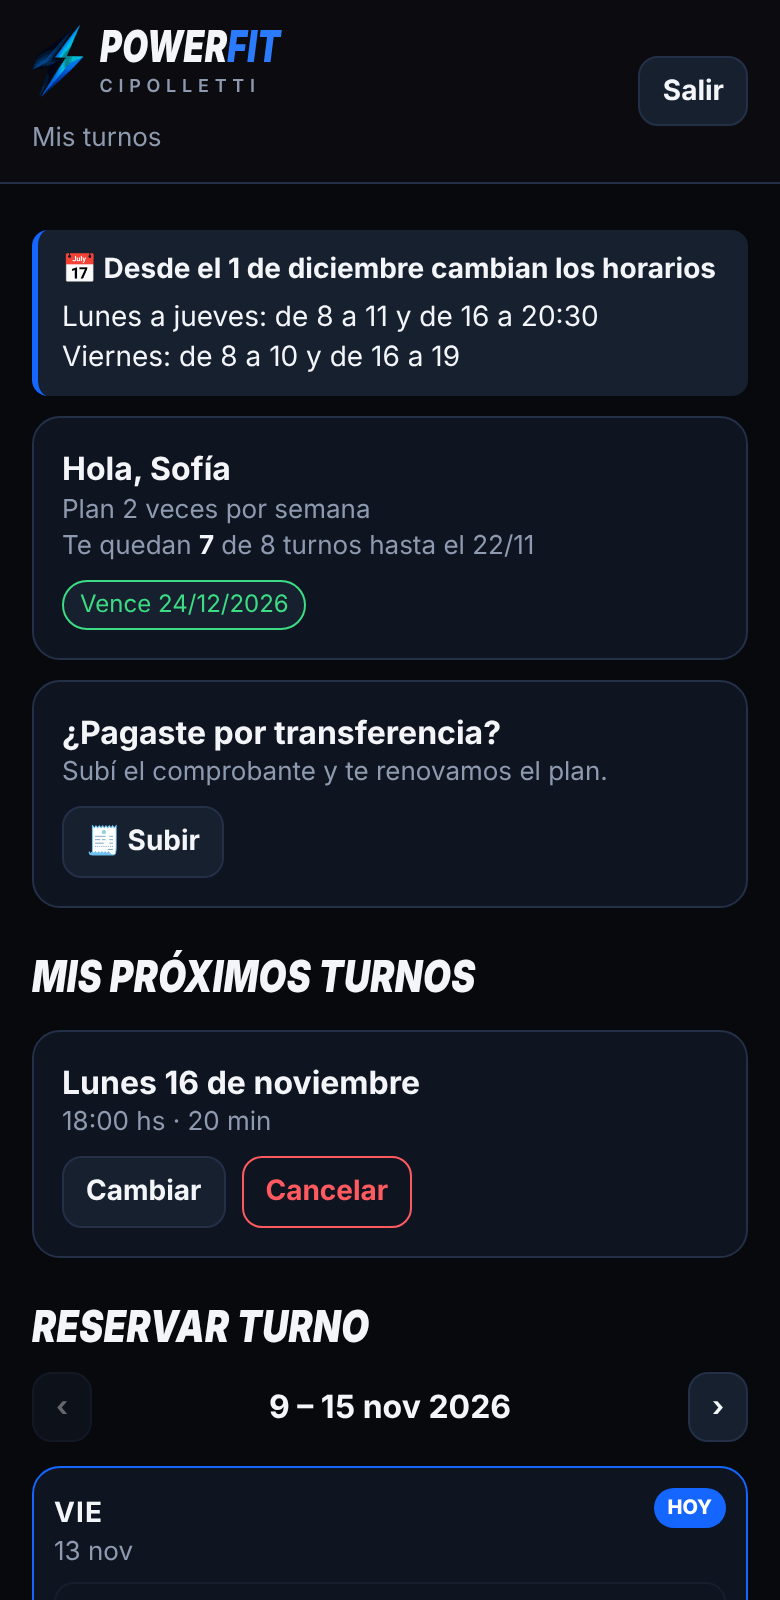 POWERFIT
CIPOLLETTI
Mis turnos
Salir
📅 Desde el 1 de diciembre cambian los horarios
Lunes a jueves: de 8 a 11 y de 16 a 20:30
Viernes: de 8 a 10 y de 16 a 19
Hola, Sofía
Plan 2 veces por semana
Te quedan 7 de 8 turnos hasta el 22/11
Vence 24/12/2026
¿Pagaste por transferencia?
Subí el comprobante y te renovamos el plan.
🧾 Subir
MIS PRÓXIMOS TURNOS
Lunes 16 de noviembre
18:00 hs · 20 min
Cambiar
Cancelar
RESERVAR TURNO
‹
9 – 15 nov 2026
›
VIE
HOY
13 nov